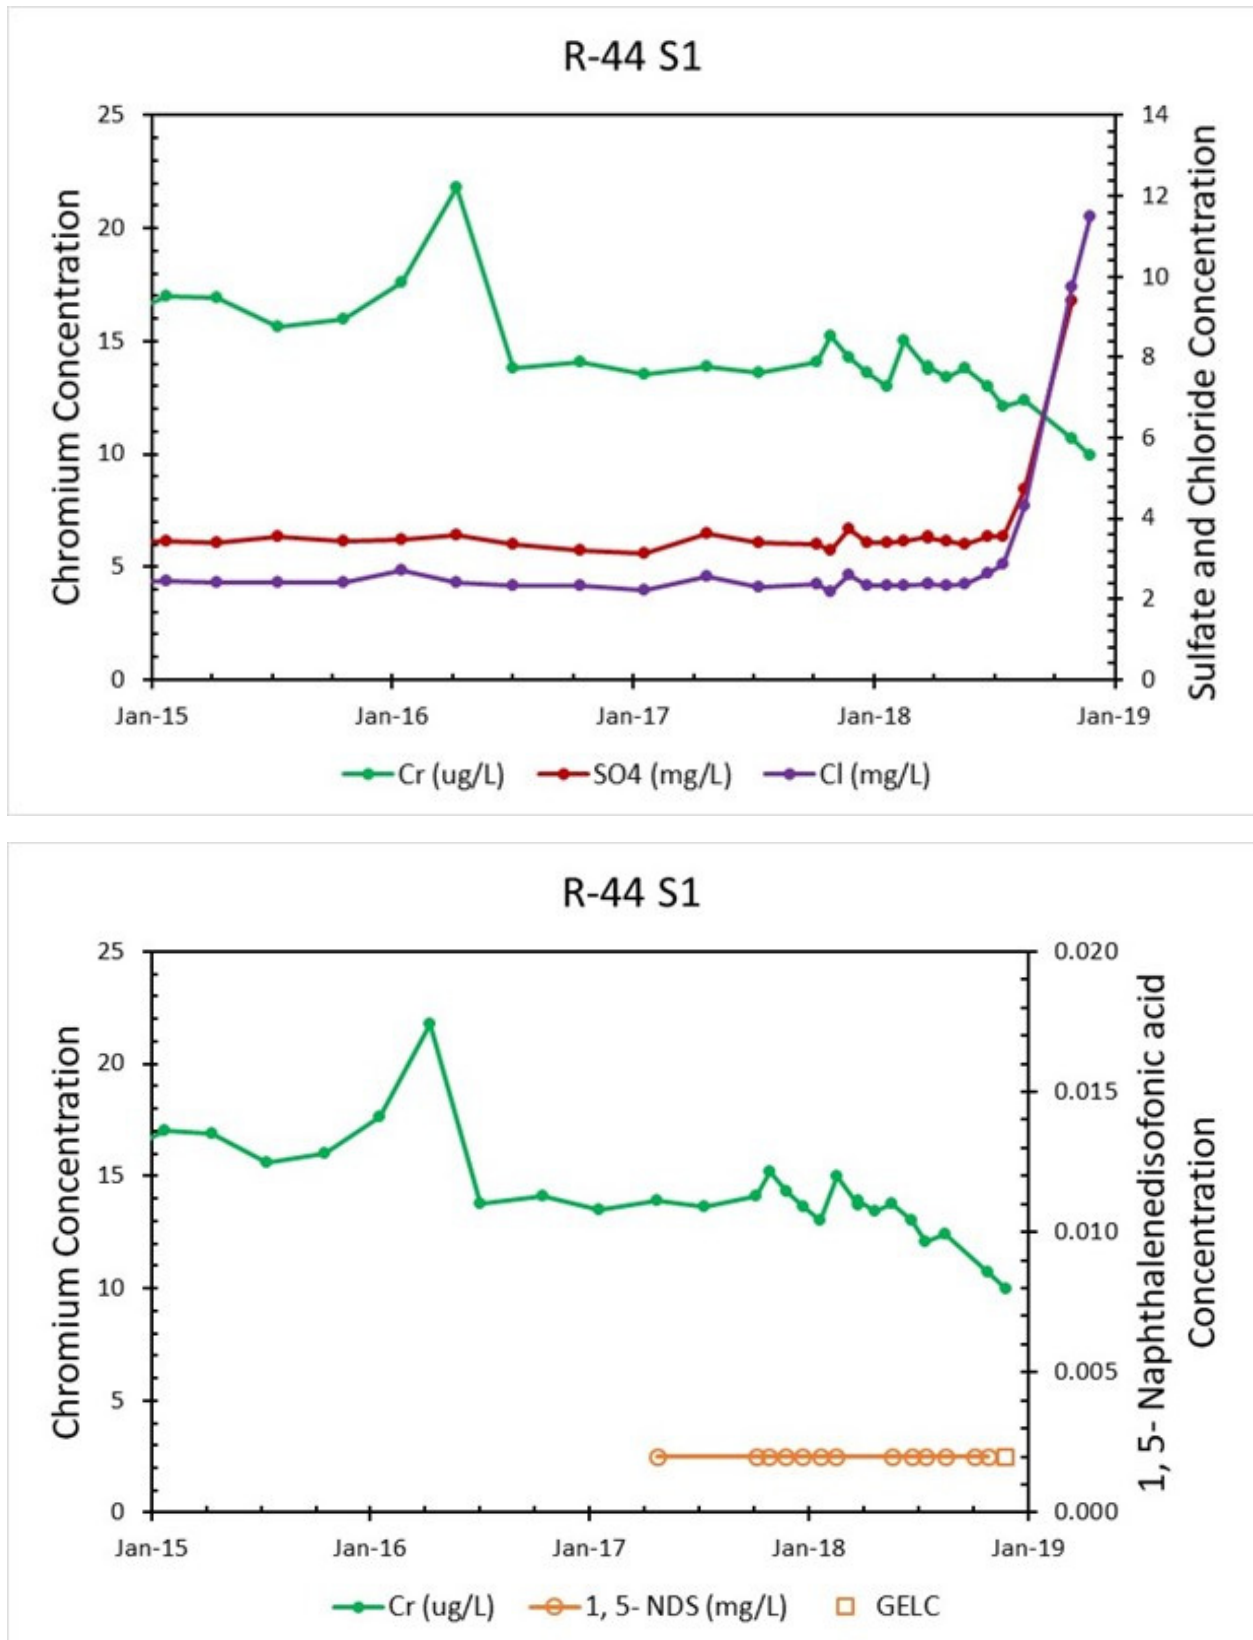 R-44 S1
25
20
15
10
5
0
Chromium Concentration
14
12
10
8
6
4
2
0
Sulfate and Chloride Concentration
Jan-15 Jan-16 Jan-17 Jan-18 Jan-19
Cr (ug/L) SO4 (mg/L) Cl (mg/L)
R-44 S1
25
20
15
10
5
0
Chromium Concentration
0.020
0.015
0.010
0.005
0.000
1, 5- Naphthalenedisofonic acid
Concentration
Jan-15 Jan-16 Jan-17 Jan-18 Jan-19
Cr (ug/L) 1, 5- NDS (mg/L) GELC